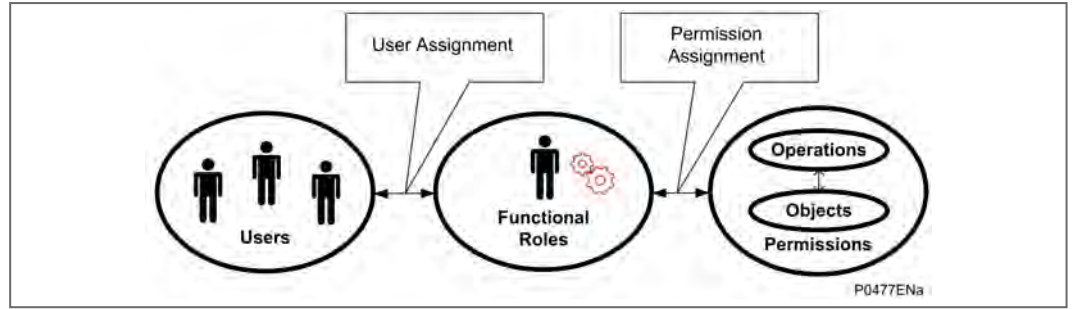 User Assignment
Permission
Assignment
Users
Functional
Roles
Operations
Objects
Permissions
P0477ENa